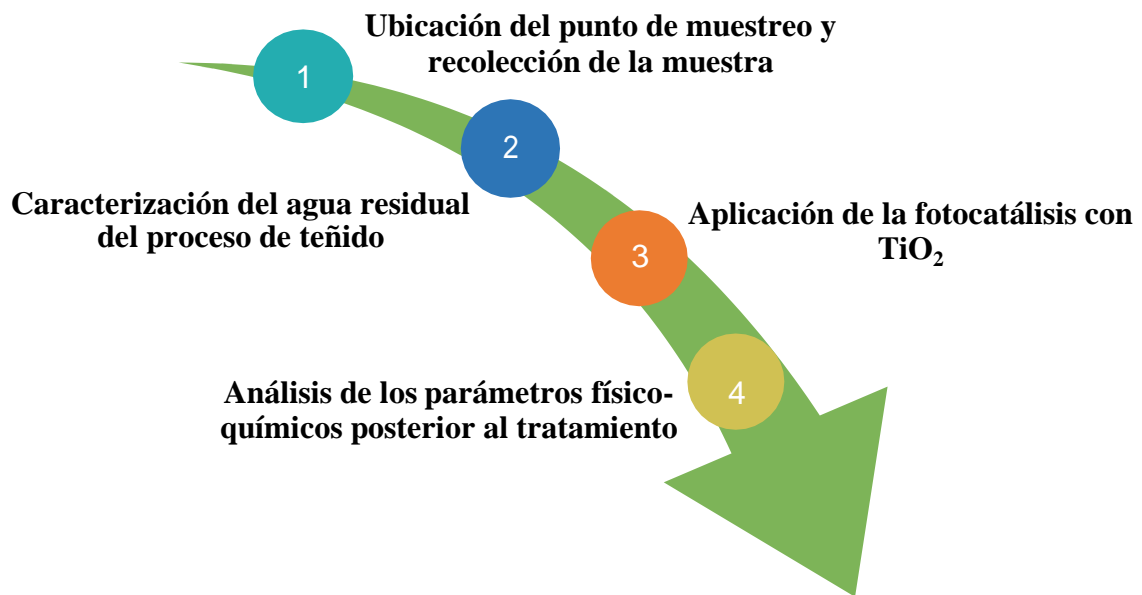 1
Ubicación del punto de muestreo y
recolección de la muestra
2
Caracterización del agua residual
del proceso de teñido
3
Aplicación de la fotocatálisis con
TiO₂
4
Análisis de los parámetros físico-
químicos posterior al tratamiento